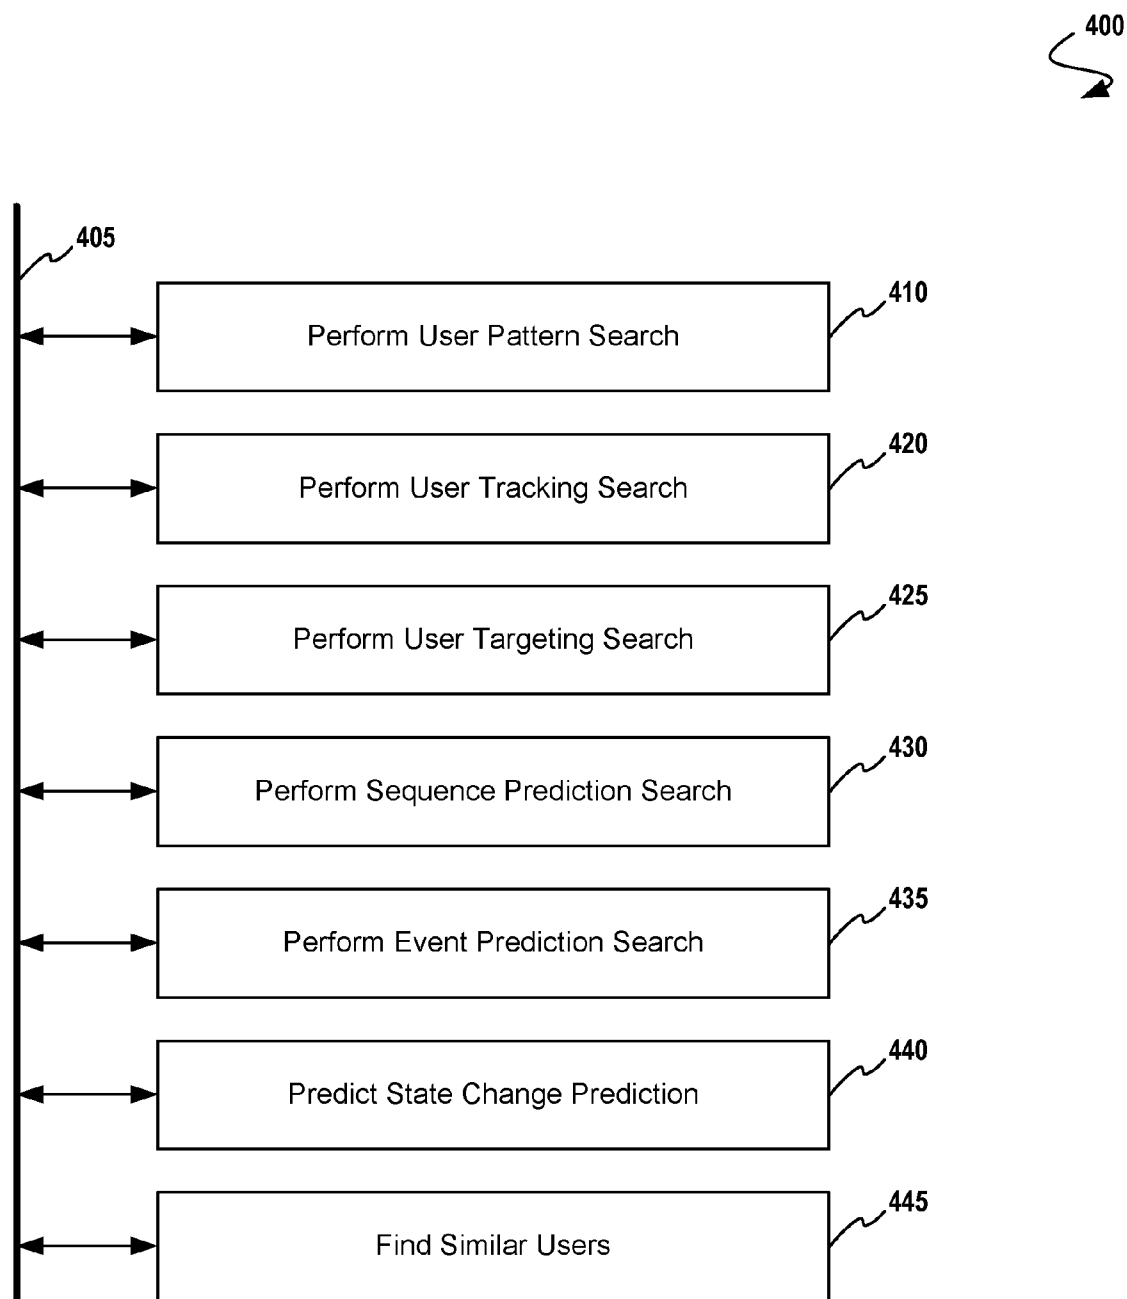 400
405
410
Perform User Pattern Search
420
Perform User Tracking Search
425
Perform User Targeting Search
430
Perform Sequence Prediction Search
435
Perform Event Prediction Search
440
Predict State Change Prediction
445
Find Similar Users